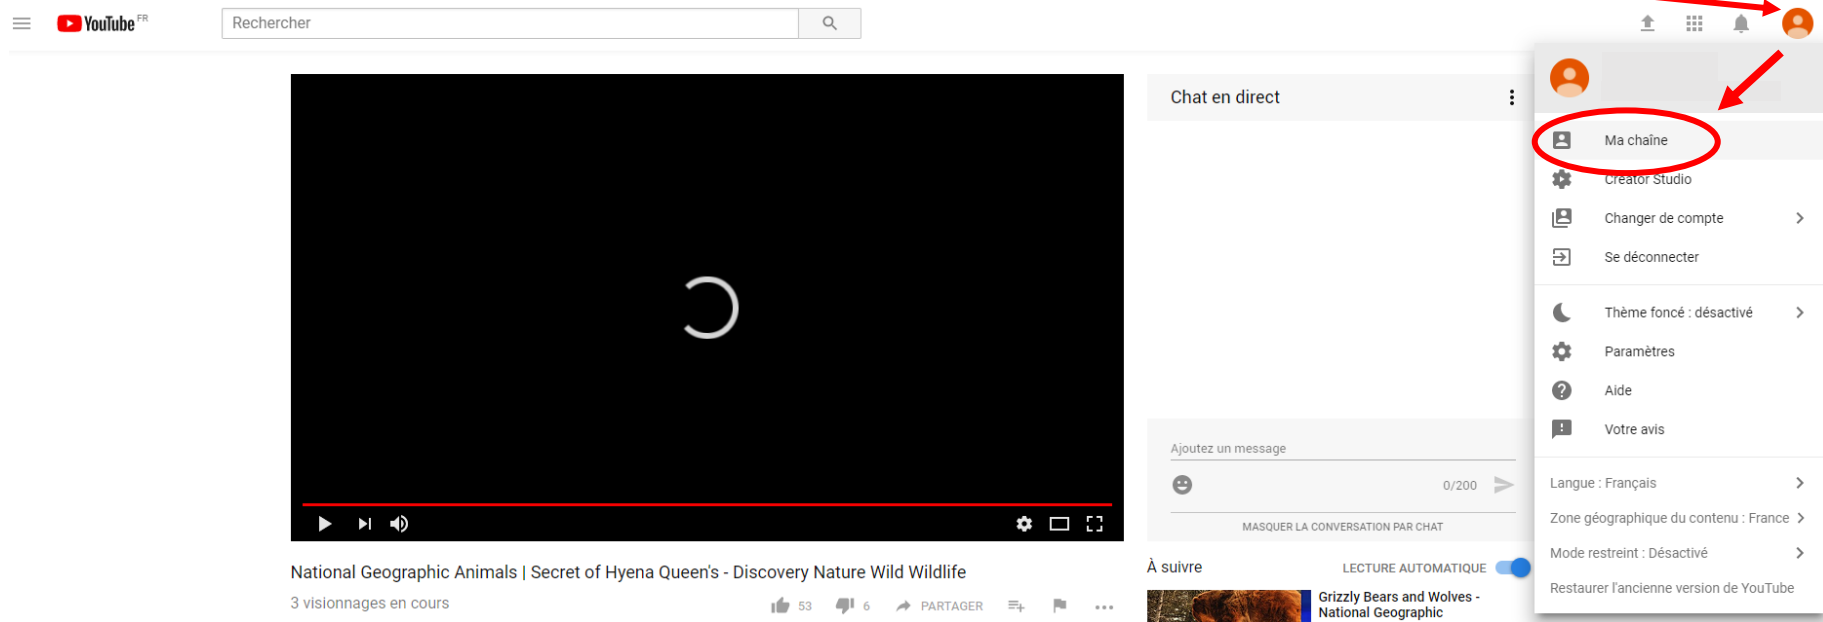 YouTube FR
Rechercher
Chat en direct
Ma chaîne
Creator Studio
Changer de compte
Se déconnecter
Thème foncé : désactivé
Paramètres
Aide
Votre avis
Langue : Français
Zone géographique du contenu : France
Mode restreint : Désactivé
Restaurer l'ancienne version de YouTube
Ajoutez un message
0/200
MASQUER LA CONVERSATION PAR CHAT
National Geographic Animals | Secret of Hyena Queen's - Discovery Nature Wild Wildlife
3 visionnages en cours
53
6
PARTAGER
À suivre
LECTURE AUTOMATIQUE
Grizzly Bears and Wolves -
National Geographic